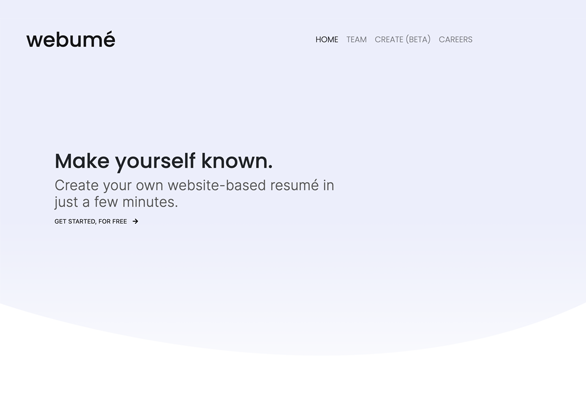 webumé
HOME TEAM CREATE (BETA) CAREERS
Make yourself known.
Create your own website-based resumé in
just a few minutes.
GET STARTED, FOR FREE →